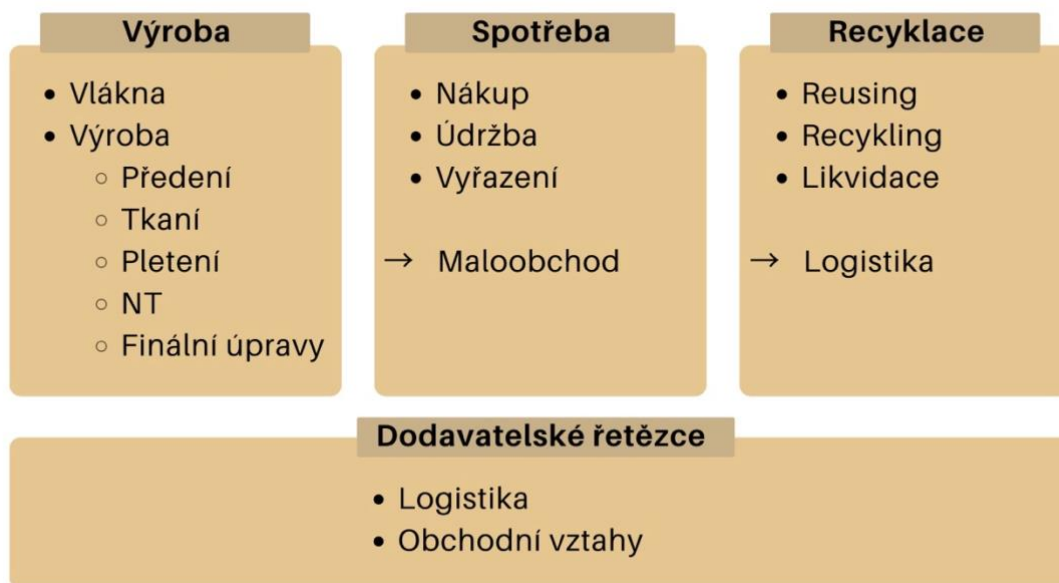 Výroba
• Vlákna
• Výroba
◦ Předení
◦ Tkaní
◦ Pletení
◦ NT
◦ Finální úpravy
Spotřeba
• Nákup
• Údržba
• Vyřazení
→ Maloobchod
Recyklace
• Reusing
• Recykling
• Likvidace
→ Logistika
Dodavatelské řetězce
• Logistika
• Obchodní vztahy